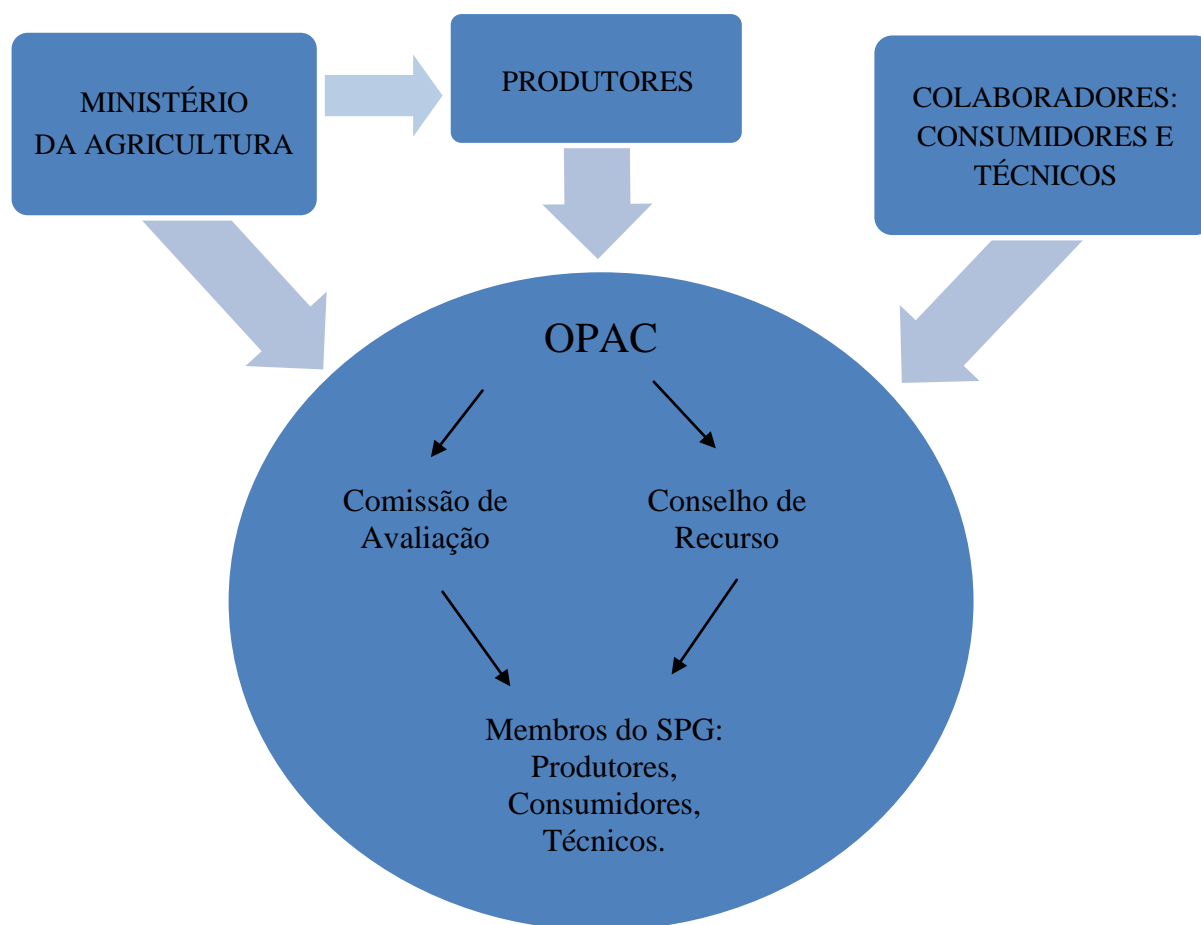 MINISTÉRIO
DA AGRICULTURA
PRODUTORES
COLABORADORES:
CONSUMIDORES E
TÉCNICOS
OPAC
Comissão de
Avaliação
Conselho de
Recurso
Membros do SPG:
Produtores,
Consumidores,
Técnicos.